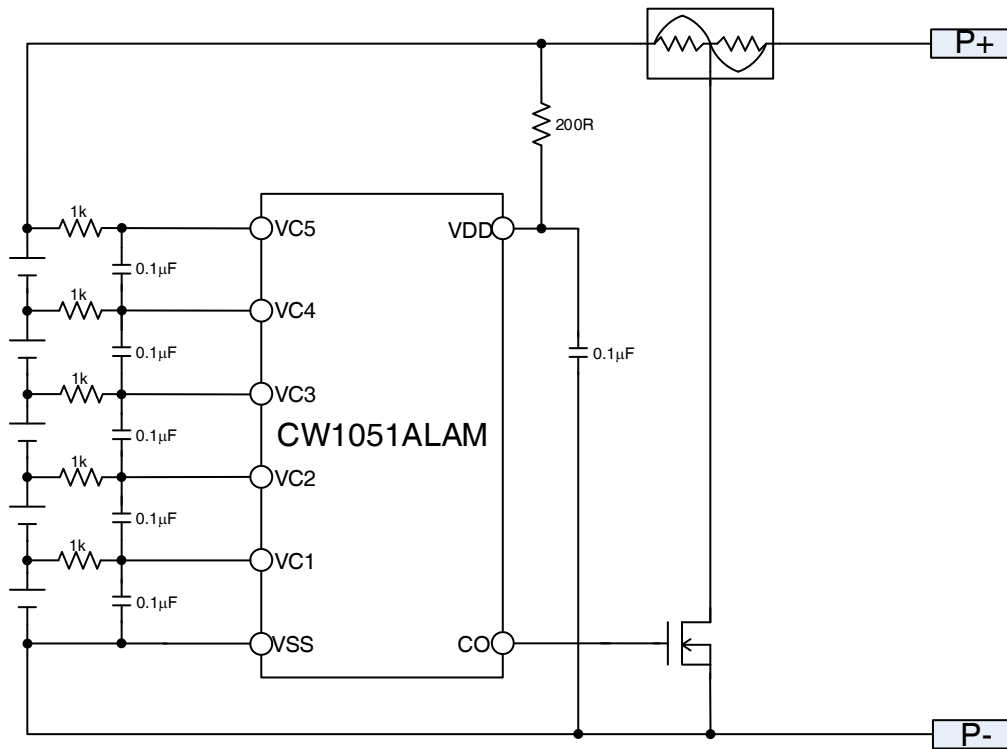 P+
200R
1k
VC5
VDD
0.1μF
1k
VC4
0.1μF
0.1μF
1k
VC3
0.1μF
CW1051ALAM
1k
VC2
0.1μF
1k
VC1
0.1μF
VSS
CO
P-